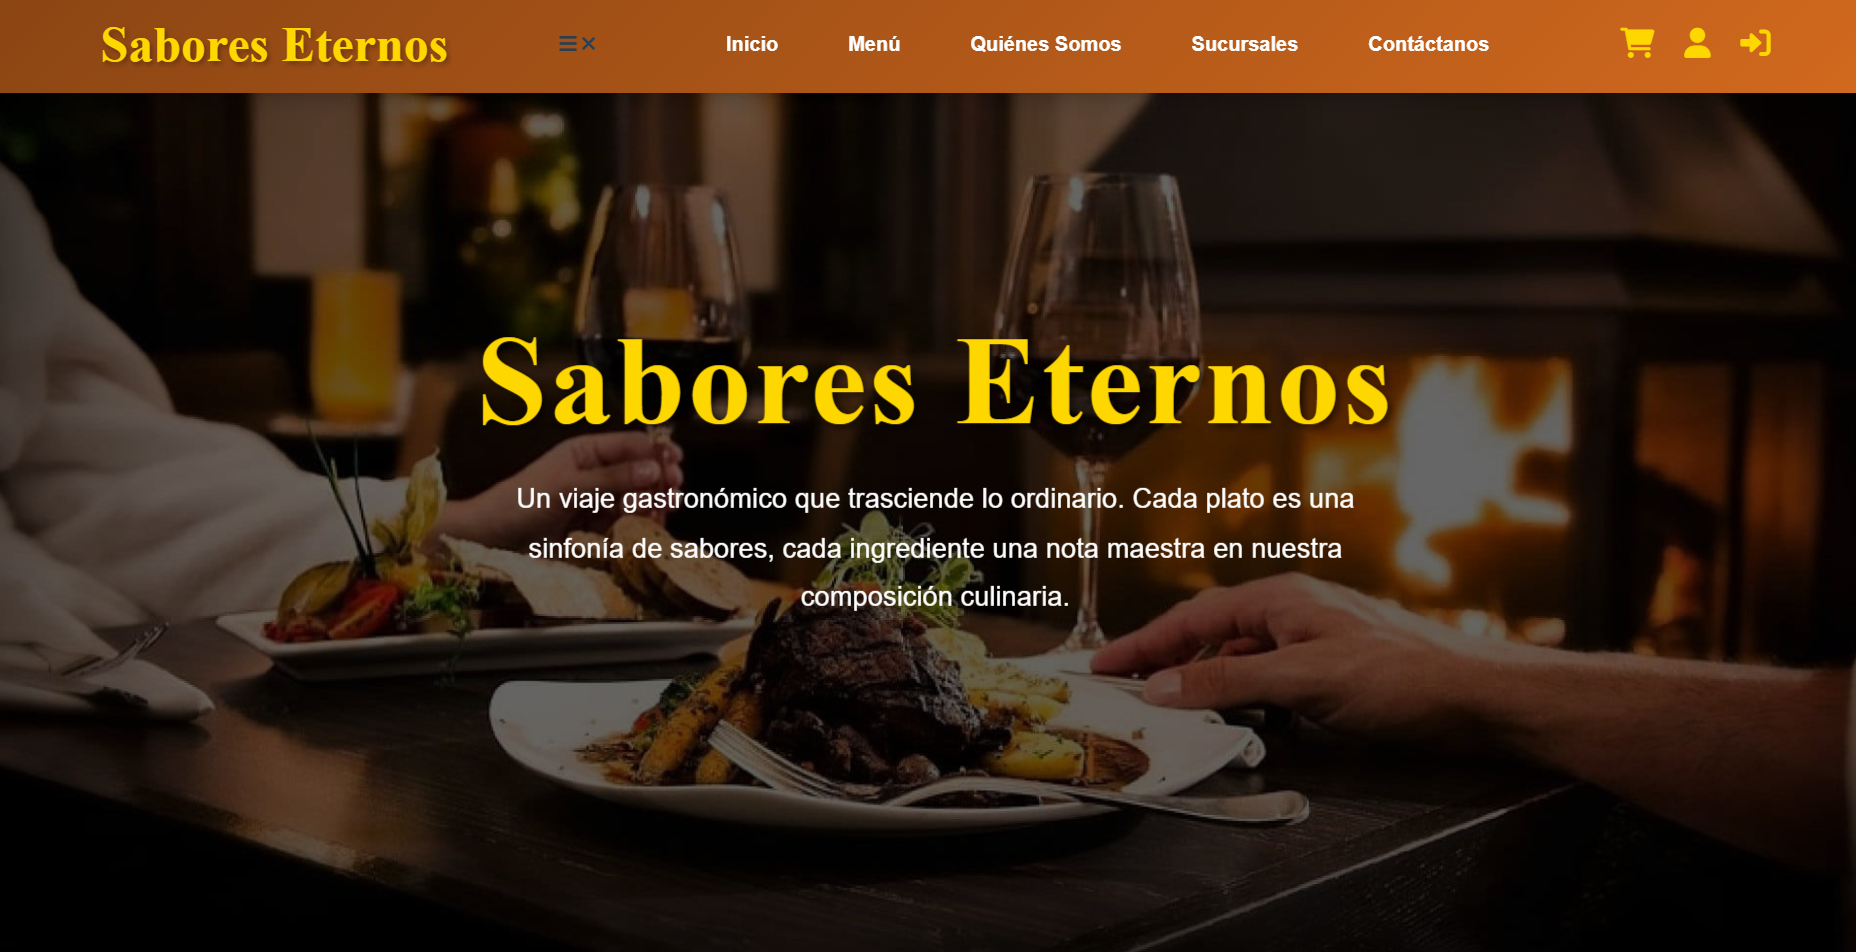 Sabores Eternos
Inicio Menú Quiénes Somos Sucursales Contáctanos
Sabores Eternos
Un viaje gastronómico que trasciende lo ordinario. Cada plato es una
sinfonía de sabores, cada ingrediente una nota maestra en nuestra
composición culinaria.